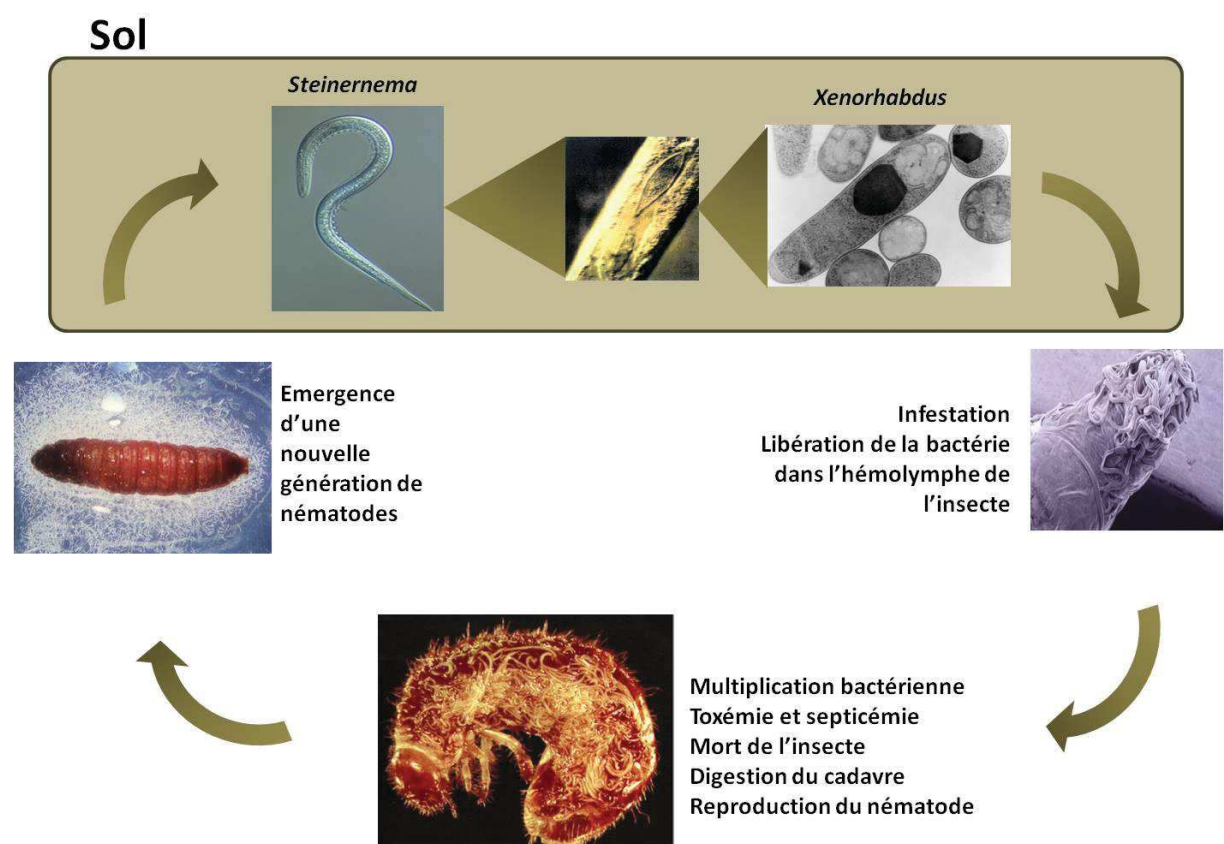 Sol
Steinernema
Xenorhabdus
Emergence
d’une
nouvelle
génération de
nématodes
Infestation
Libération de la bactérie
dans l’hémolymphe de
l’insecte
Multiplication bactérienne
Toxémie et septicémie
Mort de l’insecte
Digestion du cadavre
Reproduction du nématode